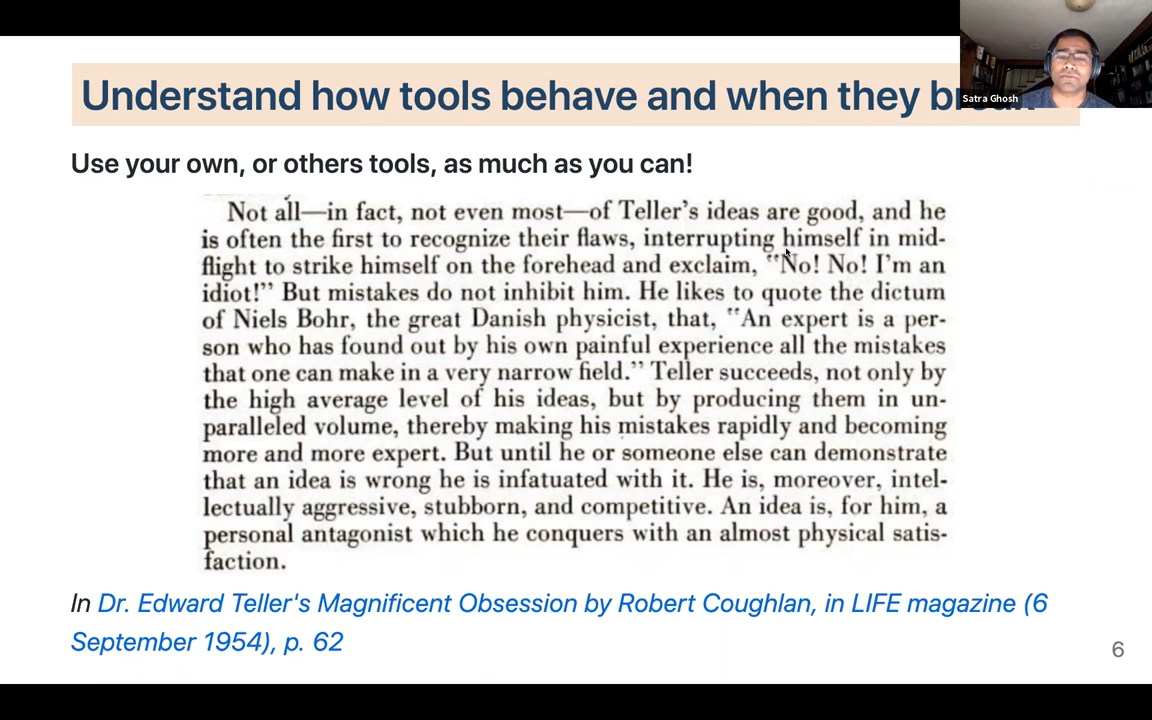 Understand how tools behave and when they
Satra Ghosh
Use your own, or others tools, as much as you can!
Not all—in fact, not even most—of Teller's ideas are good, and he
is often the first to recognize their flaws, interrupting himself in mid-
flight to strike himself on the forehead and exclaim, "No! No! I'm an
idiot!" But mistakes do not inhibit him. He likes to quote the dictum
of Niels Bohr, the great Danish physicist, that, "An expert is a per-
son who has found out by his own painful experience all the mistakes
that one can make in a very narrow field." Teller succeeds, not only by
the high average level of his ideas, but by producing them in un-
paralleled volume, thereby making his mistakes rapidly and becoming
more and more expert. But until he or someone else can demonstrate
that an idea is wrong he is infatuated with it. He is, moreover, intel-
lectually aggressive, stubborn, and competitive. An idea is, for him, a
personal antagonist which he conquers with an almost physical satis-
faction.
In Dr. Edward Teller's Magnificent Obsession by Robert Coughlan, in LIFE magazine (6
September 1954), p. 62
6